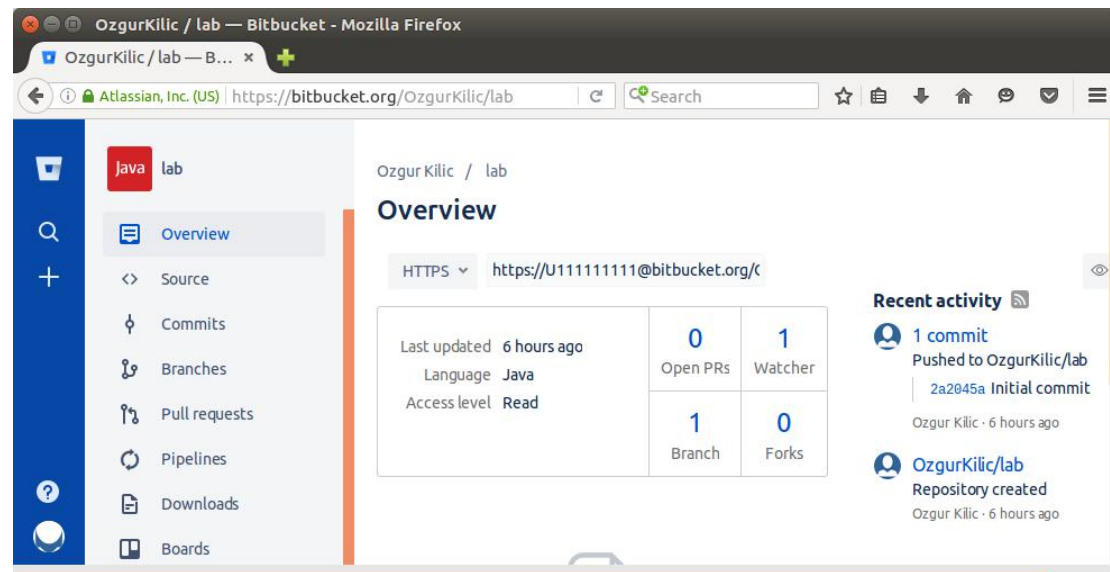 OzgurKilic / lab — Bitbucket - Mozilla Firefox
OzgurKilic / lab — B...
Atlassian, Inc. (US) https://bitbucket.org/OzgurKilic/lab Search
Java lab
Overview
Source
Commits
Branches
Pull requests
Pipelines
Downloads
Boards
Ozgur Kilic / lab
Overview
HTTPS https://U111111111@bitbucket.org/
Last updated 6 hours ago
Language Java
Access level Read
0
Open PRs
1
Watcher
1
Branch
0
Forks
Recent activity
1 commit
Pushed to OzgurKilic/lab
2a2045a Initial commit
Ozgur Kilic · 6 hours ago
OzgurKilic/lab
Repository created
Ozgur Kilic · 6 hours ago